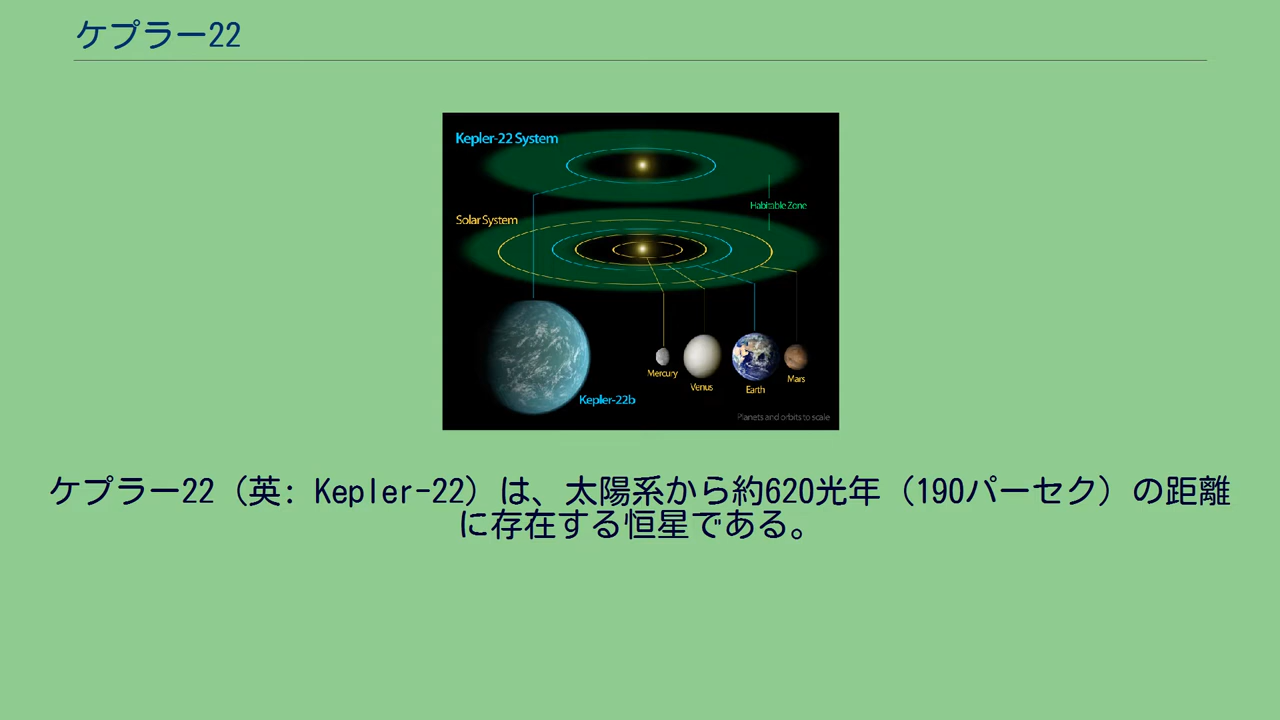 ケプラー22
Kepler-22 System
Habitable Zone
Solar System
Mercury
Venus
Earth
Mars
Kepler-22b
Planets and orbits to scale
ケプラー22（英: Kepler-22）は、太陽系から約620光年（190パーセク）の距離
に存在する恒星である。